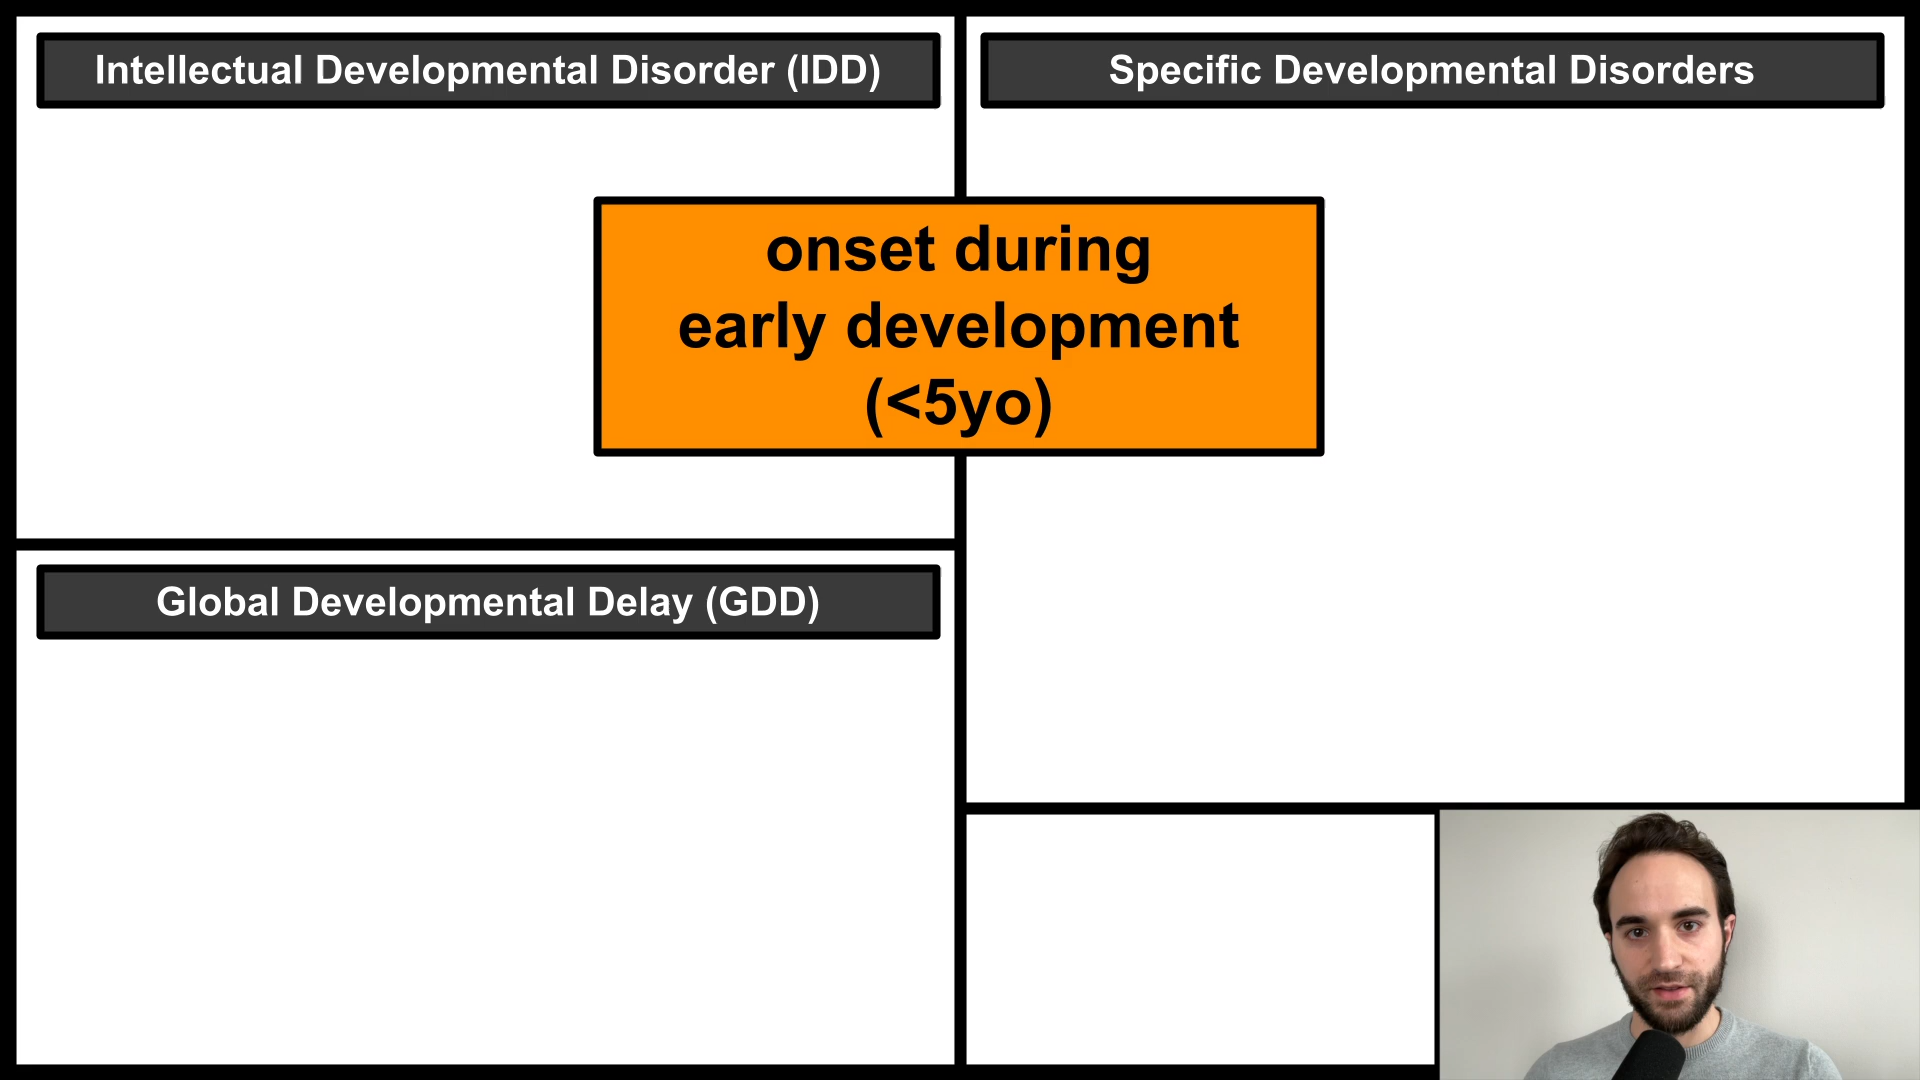 Intellectual Developmental Disorder (IDD)
Specific Developmental Disorders
onset during
early development
(<5yo)
Global Developmental Delay (GDD)